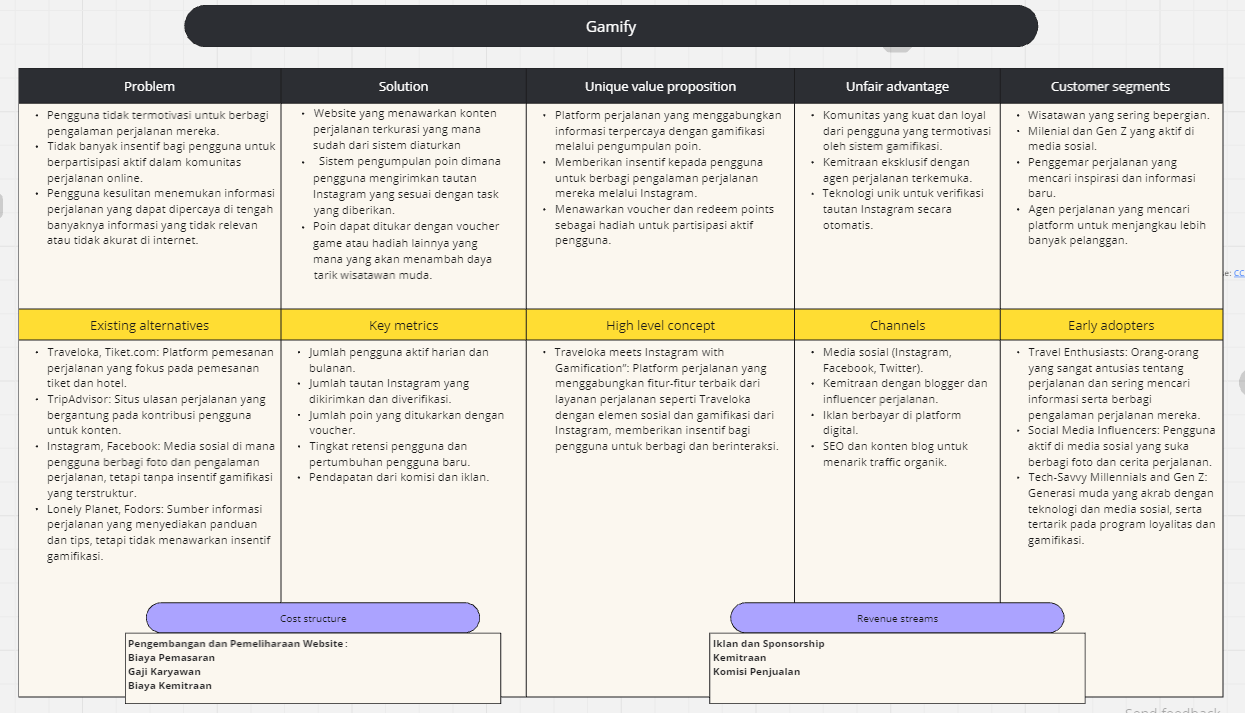 Gamify
Problem
Pengguna tidak termotivasi untuk berbagi
pengalaman perjalanan mereka.
Tidak banyak insentif bagi pengguna untuk
berpartisipasi aktif dalam komunitas
perjalanan online.
Pengguna kesulitan menemukan informasi
perjalanan yang dapat dipercaya di tengah
banyaknya informasi yang tidak relevan
atau tidak akurat di internet.
Solution
Website yang menawarkan konten
perjalanan terkurasi yang mana
sudah dari sistem diaturkan
Sistem pengumpulan poin dimana
pengguna mengirimkan tautan
Instagram yang sesuai dengan task
yang diberikan.
Poin dapat ditukar dengan voucher
game atau hadiah lainnya yang
mana yang akan menambah daya
tarik wisatawan muda.
Unique value proposition
Platform perjalanan yang menggabungkan
informasi terpercaya dengan gamifikasi
melalui pengumpulan poin.
Memberikan insentif kepada pengguna
untuk berbagi pengalaman perjalanan
mereka melalui Instagram.
Menawarkan voucher dan redeem points
sebagai hadiah untuk partisipasi aktif
pengguna.
Unfair advantage
Komunitas yang kuat dan loyal
dari pengguna yang termotivasi
oleh sistem gamifikasi.
Kemitraan eksklusif dengan
agen perjalanan terkemuka.
Teknologi unik untuk verifikasi
tautan Instagram secara
otomatis.
Customer segments
Wisatawan yang sering bepergian.
Milenial dan Gen Z yang aktif di
media sosial.
Penggemar perjalanan yang
mencari inspirasi dan informasi
baru.
Agen perjalanan yang mencari
platform untuk menjangkau lebih
banyak pelanggan.
e: CC
Existing alternatives
Traveloka, Tiket.com: Platform pemesanan
perjalanan yang fokus pada pemesanan
tiket dan hotel.
TripAdvisor: Situs ulasan perjalanan yang
bergantung pada kontribusi pengguna
untuk konten.
Instagram, Facebook: Media sosial di mana
pengguna berbagi foto dan pengalaman
perjalanan, tetapi tanpa insentif gamifikasi
yang terstruktur.
Lonely Planet, Fodors: Sumber informasi
perjalanan yang menyediakan panduan
dan tips, tetapi tidak menawarkan insentif
gamifikasi.
Key metrics
Jumlah pengguna aktif harian dan
bulanan.
Jumlah tautan Instagram yang
dikirimkan dan diverifikasi.
Jumlah poin yang ditukarkan dengan
voucher.
Tingkat retensi pengguna dan
pertumbuhan pengguna baru.
Pendapatan dari komisi dan iklan.
High level concept
Traveloka meets Instagram with
Gamification”: Platform perjalanan yang
menggabungkan fitur-fitur terbaik dari
layanan perjalanan seperti Traveloka
dengan elemen sosial dan gamifikasi dari
Instagram, memberikan insentif bagi
pengguna untuk berbagi dan berinteraksi.
Channels
Media sosial (Instagram,
Facebook, Twitter).
Kemitraan dengan blogger dan
influencer perjalanan.
Iklan berbayar di platform
digital.
SEO dan konten blog untuk
menarik traffic organik.
Early adopters
Travel Enthusiasts: Orang-orang
yang sangat antusias tentang
perjalanan dan sering mencari
informasi serta berbagi
pengalaman perjalanan mereka.
Social Media Influencers: Pengguna
aktif di media sosial yang suka
berbagi foto dan cerita perjalanan.
Tech-Savvy Millennials and Gen Z:
Generasi muda yang akrab dengan
teknologi dan media sosial, serta
tertarik pada program loyalitas dan
gamifikasi.
Cost structure
Pengembangan dan Pemeliharaan Website:
Biaya Pemasaran
Gaji Karyawan
Biaya Kemitraan
Revenue streams
Iklan dan Sponsorship
Kemitraan
Komisi Penjualan
Send feedback